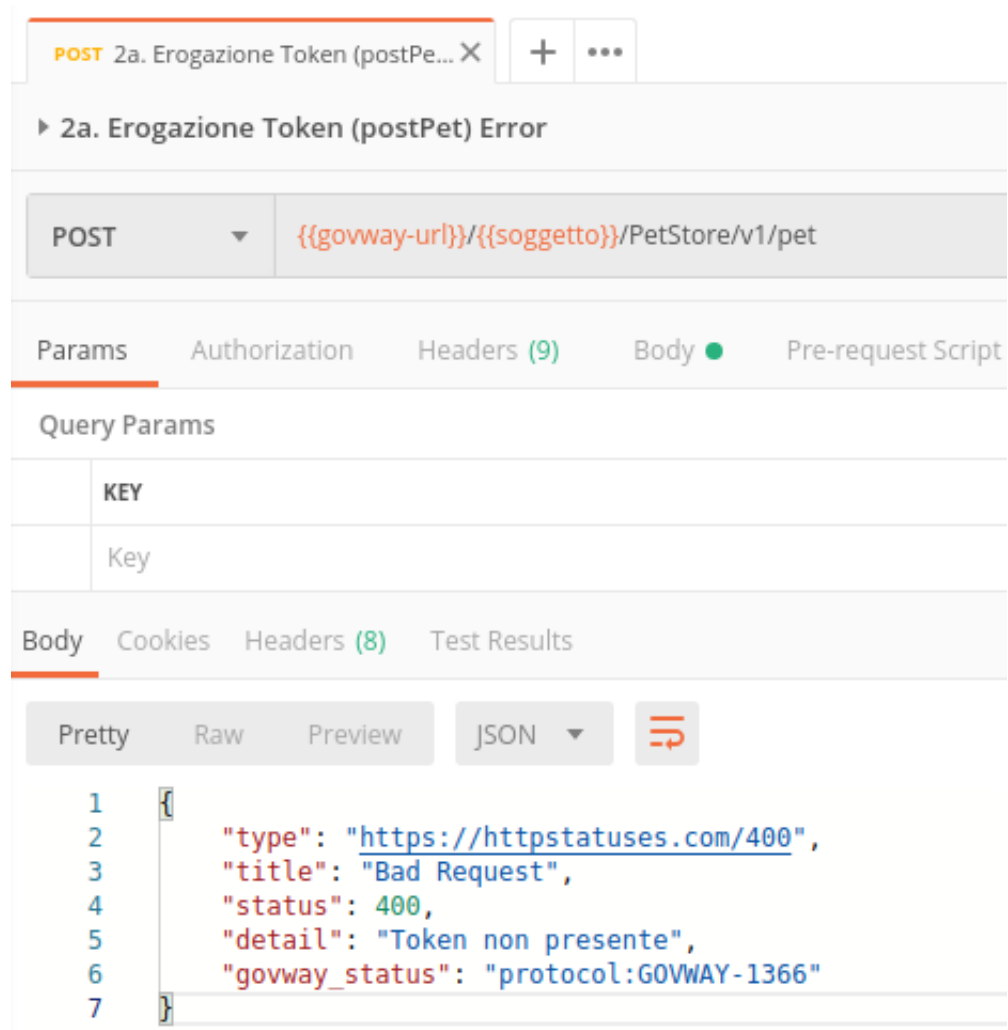 POST 2a. Erogazione Token (postPe... ✕ + •••
2a. Erogazione Token (postPet) Error
POST {{govway-url}}/{{soggetto}}/PetStore/v1/pet
Params Authorization Headers (9) Body Pre-request Script
Query Params
KEY
Key
Body Cookies Headers (8) Test Results
Pretty Raw Preview JSON
1 {
2 "type": "https://httpstatuses.com/400",
3 "title": "Bad Request",
4 "status": 400,
5 "detail": "Token non presente",
6 "govway_status": "protocol:GOVWAY-1366"
7 }